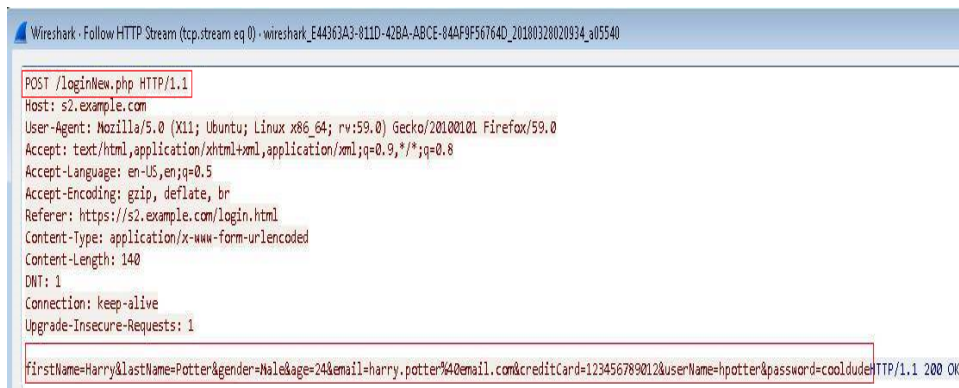 Wireshark · Follow HTTP Stream (tcp.stream eq 0) · wireshark_E44363A3-811D-42BA-ABCE-84AF9F56764D_20180328020934_a05540
POST /loginNew.php HTTP/1.1
Host: s2.example.com
User-Agent: Mozilla/5.0 (X11; Ubuntu; Linux x86_64; rv:59.0) Gecko/20100101 Firefox/59.0
Accept: text/html,application/xhtml+xml,application/xml;q=0.9,*/*;q=0.8
Accept-Language: en-US,en;q=0.5
Accept-Encoding: gzip, deflate, br
Referer: https://s2.example.com/login.html
Content-Type: application/x-www-form-urlencoded
Content-Length: 140
DNT: 1
Connection: keep-alive
Upgrade-Insecure-Requests: 1
firstName=Harry&lastName=Potter&gender=Male&age=24&email=harry.potter%40email.com&creditCard=123456789012&userName=hpotter&password=cooldudeHTTP/1.1 200 OK